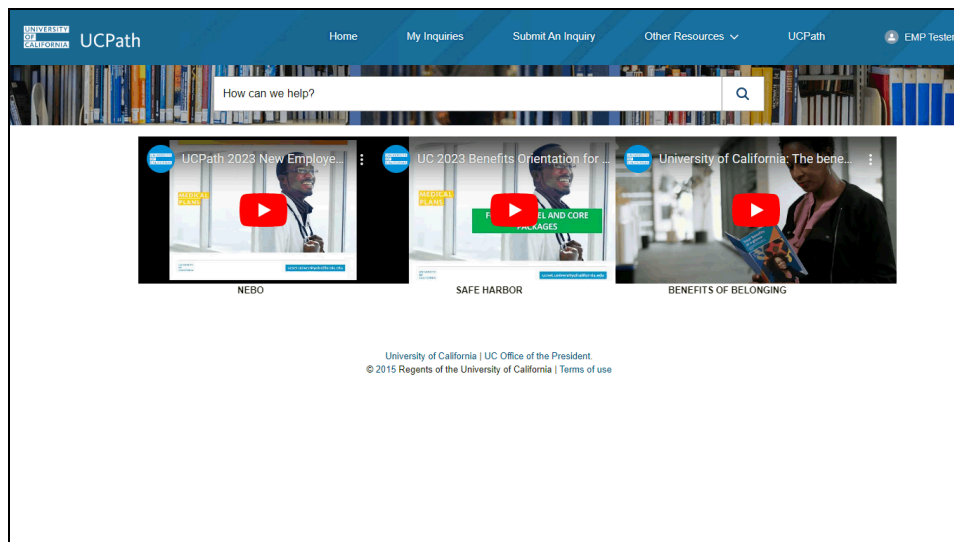 UNIVERSITY
OF
CALIFORNIA
UCPath
Home
My Inquiries
Submit An Inquiry
Other Resources
UCPath
EMP Tester
How can we help?
UCPath 2023 New Employe...
UC 2023 Benefits Orientation for ...
University of California: The bene...
MEDICAL
PLANS
MEDICAL
PLANS
EL AND CORE
PACKAGES
NEBO
SAFE HARBOR
BENEFITS OF BELONGING
University of California | UC Office of the President.
© 2015 Regents of the University of California | Terms of use